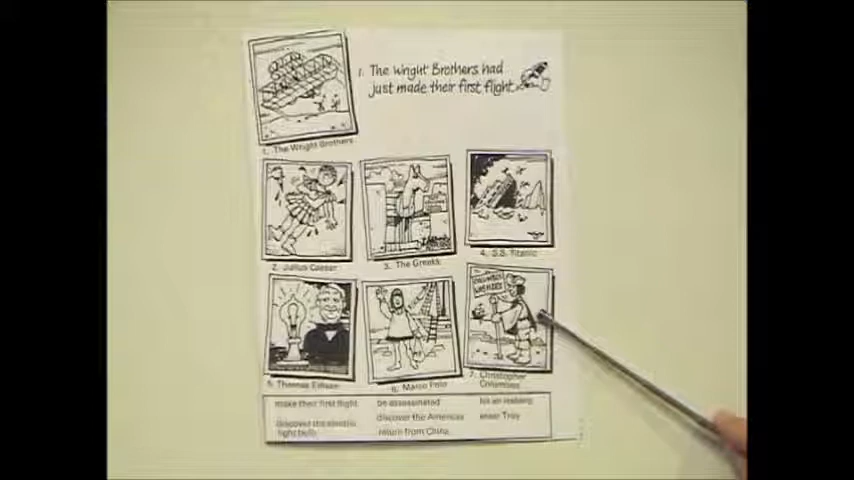 1. The Wright Brothers had
just made their first flight.
1. The Wright Brothers
2. Julius Caesar
3. The Greeks
4. S.S. Titanic
5. Thomas Edison
6. Marco Polo
7. Christopher
Columbus
make their first flight
be assassinated
hit an iceberg
discover the electric
light bulb
discover the Americas
enter Troy
return from China